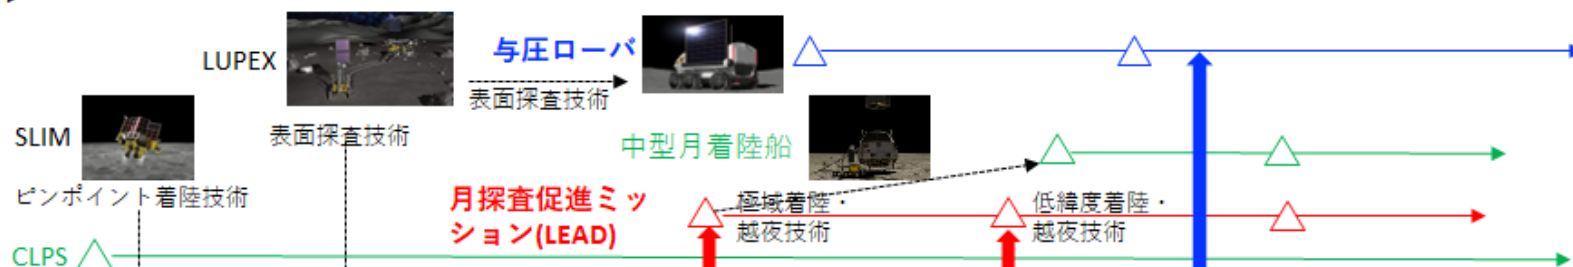 LUPEX
与圧ローバ
表面探査技術
SLIM
表面探査技術
中型月着陸船
ピンポイント着陸技術
月探査促進ミッ
ション(LEAD)
極域着陸・
越夜技術
低緯度着陸・
越夜技術
CLPS